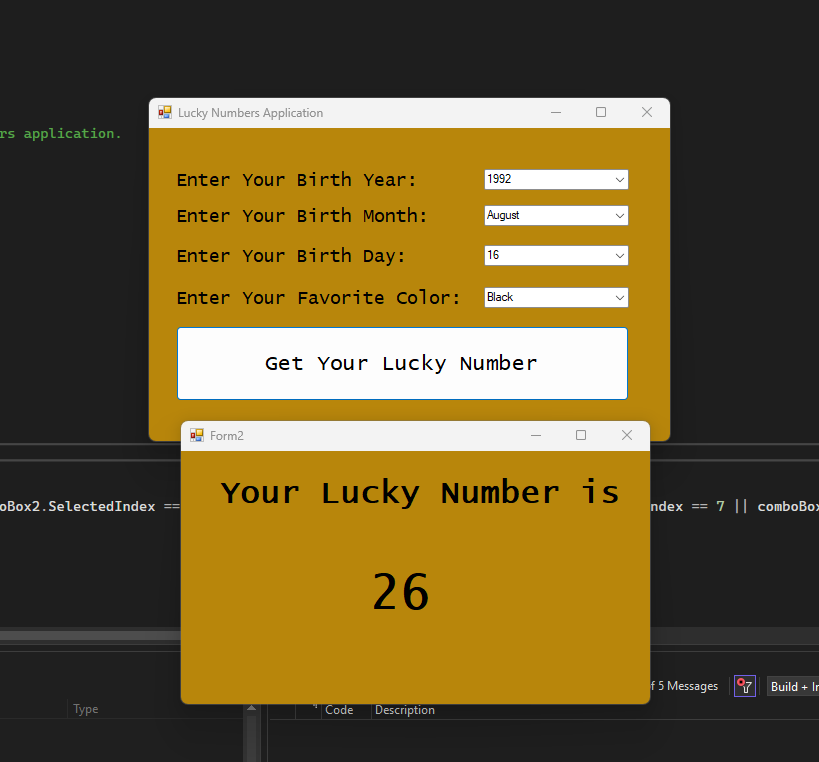 rs application.
Lucky Numbers Application
Enter Your Birth Year: 1992
Enter Your Birth Month: August
Enter Your Birth Day: 16
Enter Your Favorite Color: Black
Get Your Lucky Number
Form2
Your Lucky Number is
26
oBox2.SelectedIndex == ndex == 7 || comboBox
f 5 Messages Build + In
Type Code Description